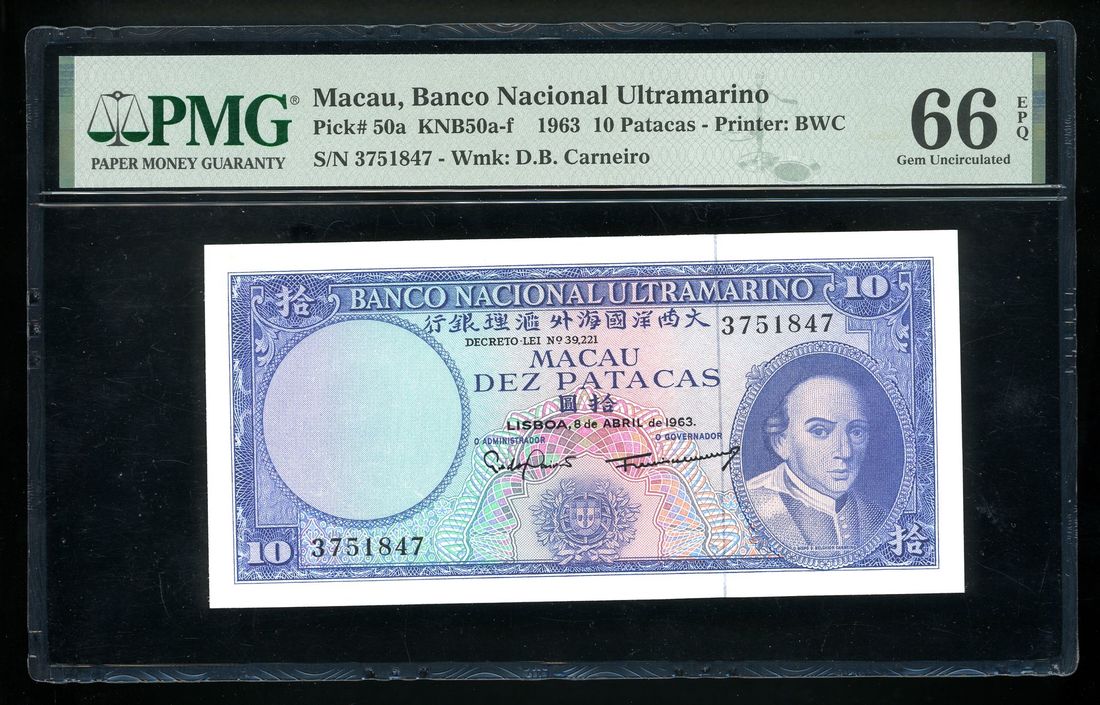 PMG®
PAPER MONEY GUARANTY
Macau, Banco Nacional Ultramarino
Pick# 50a KNB50a-f 1963 10 Patacas - Printer: BWC
S/N 3751847 - Wmk: D.B. Carneiro
66 EPQ
Gem Uncirculated
拾 BANCO NACIONAL ULTRAMARINO 10
行銀理滙外海國洋西大 3751847
DECRETO-LEI Nº 39,221
MACAU
DEZ PATACAS
圓拾
LISBOA, 8 de ABRIL de 1963.
O ADMINISTRADOR O GOVERNADOR
BISPO D. BELCHIOR CARNEIRO
10 3751847 拾